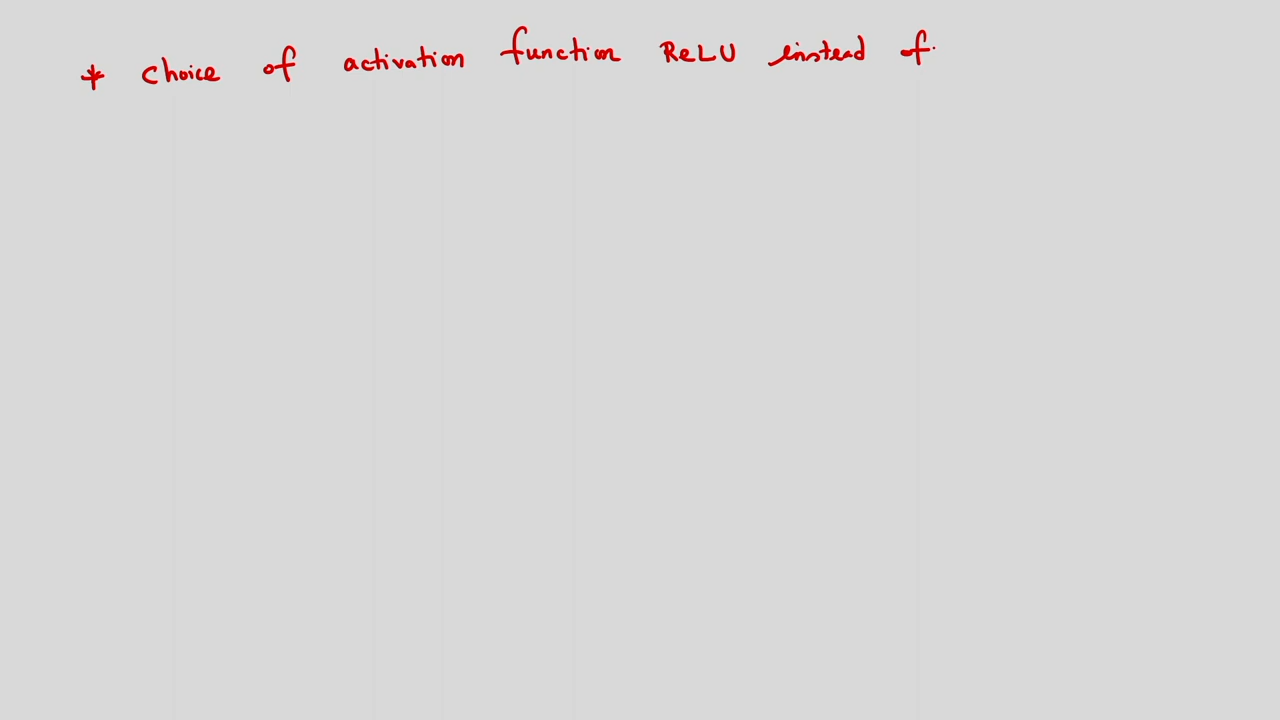 * choice of activation function ReLU instead of